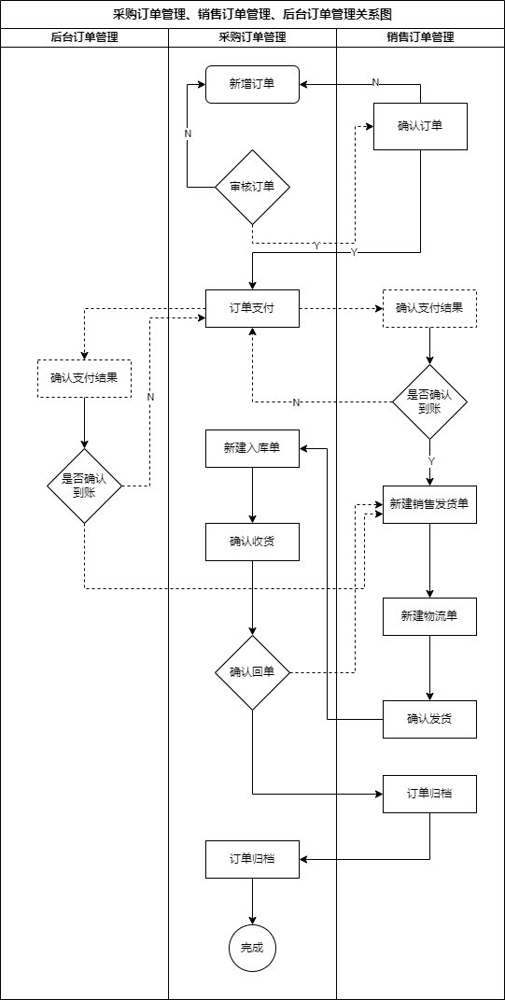 采购订单管理、销售订单管理、后台订单管理关系图
后台订单管理
采购订单管理
销售订单管理
新增订单
N
确认订单
N
审核订单
Y
Y
订单支付
确认支付结果
确认支付结果
N
N
是否确认
到账
新建入库单
Y
是否确认
到账
新建销售发货单
确认收货
新建物流单
确认回单
确认发货
订单归档
订单归档
完成